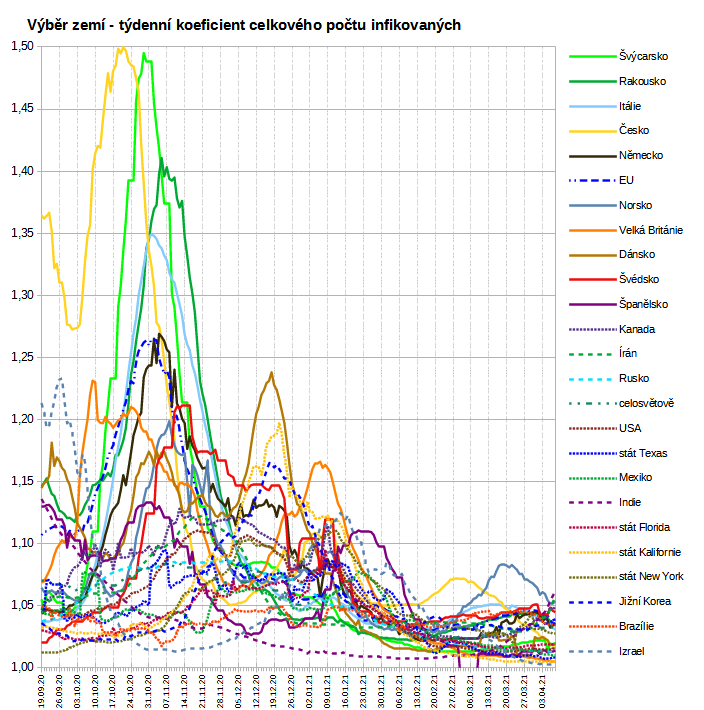 Výběr zemí - týdenní koeficient celkového počtu infikovaných
1,50
1,45
1,40
1,35
1,30
1,25
1,20
1,15
1,10
1,05
1,00
19.09.20
26.09.20
03.10.20
10.10.20
17.10.20
24.10.20
31.10.20
07.11.20
14.11.20
21.11.20
28.11.20
05.12.20
12.12.20
19.12.20
26.12.20
02.01.21
09.01.21
16.01.21
23.01.21
30.01.21
06.02.21
13.02.21
20.02.21
27.02.21
06.03.21
13.03.21
20.03.21
27.03.21
03.04.21
Švýcarsko
Rakousko
Itálie
Česko
Německo
EU
Norsko
Velká Británie
Dánsko
Švédsko
Španělsko
Kanada
Írán
Rusko
celosvětově
USA
stát Texas
Mexiko
Indie
stát Florida
stát Kalifornie
stát New York
Jižní Korea
Brazílie
Izrael